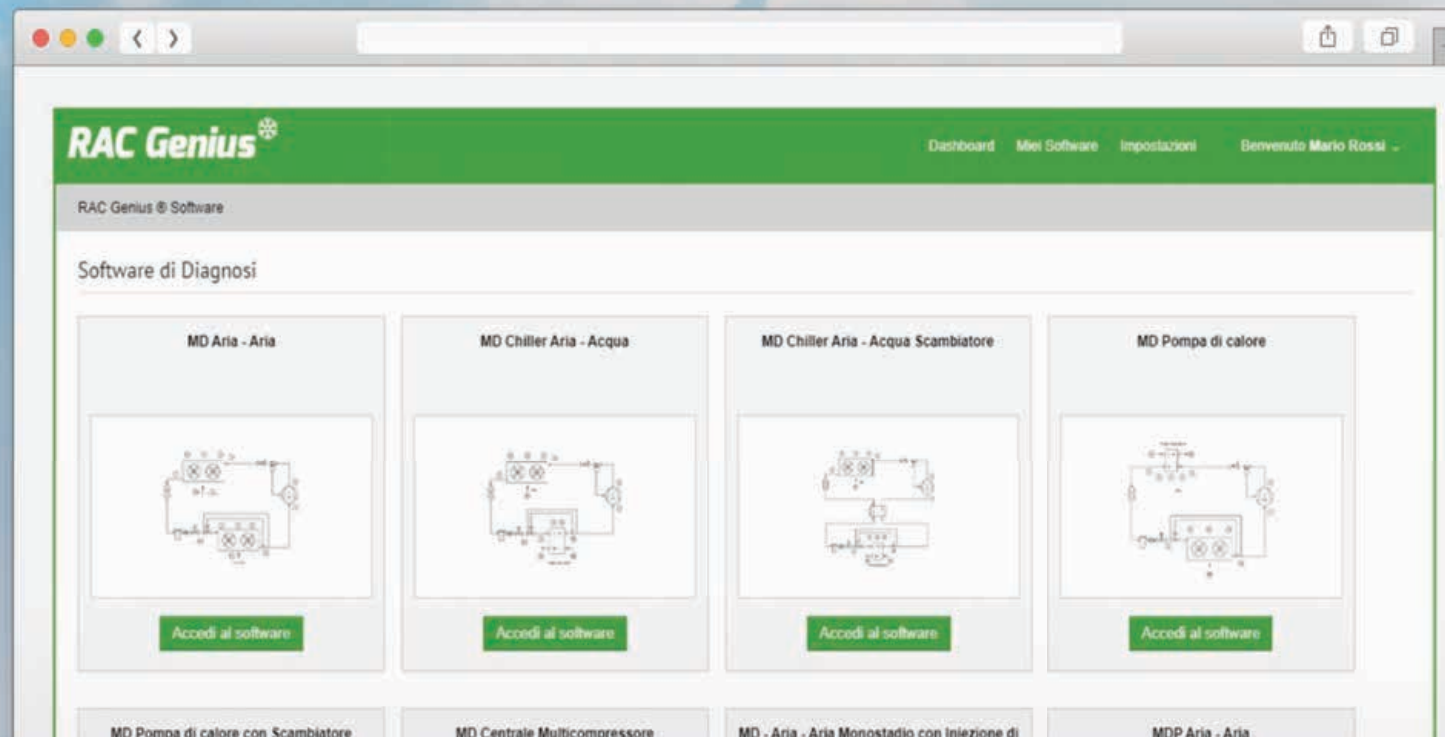 RAC Genius
Dashboard Miei Software Impostazioni Benvenuto Mario Rossi
RAC Genius ® Software
Software di Diagnosi
MD Aria - Aria
MD Chiller Aria - Acqua
MD Chiller Aria - Acqua Scambiatore
MD Pompa di calore
Accedi al software
Accedi al software
Accedi al software
Accedi al software
MD Pompa di calore con Scambiatore
MD Centrale Multicompressore
MD - Aria - Aria Monostadio con Iniezione di
MDP Aria - Aria